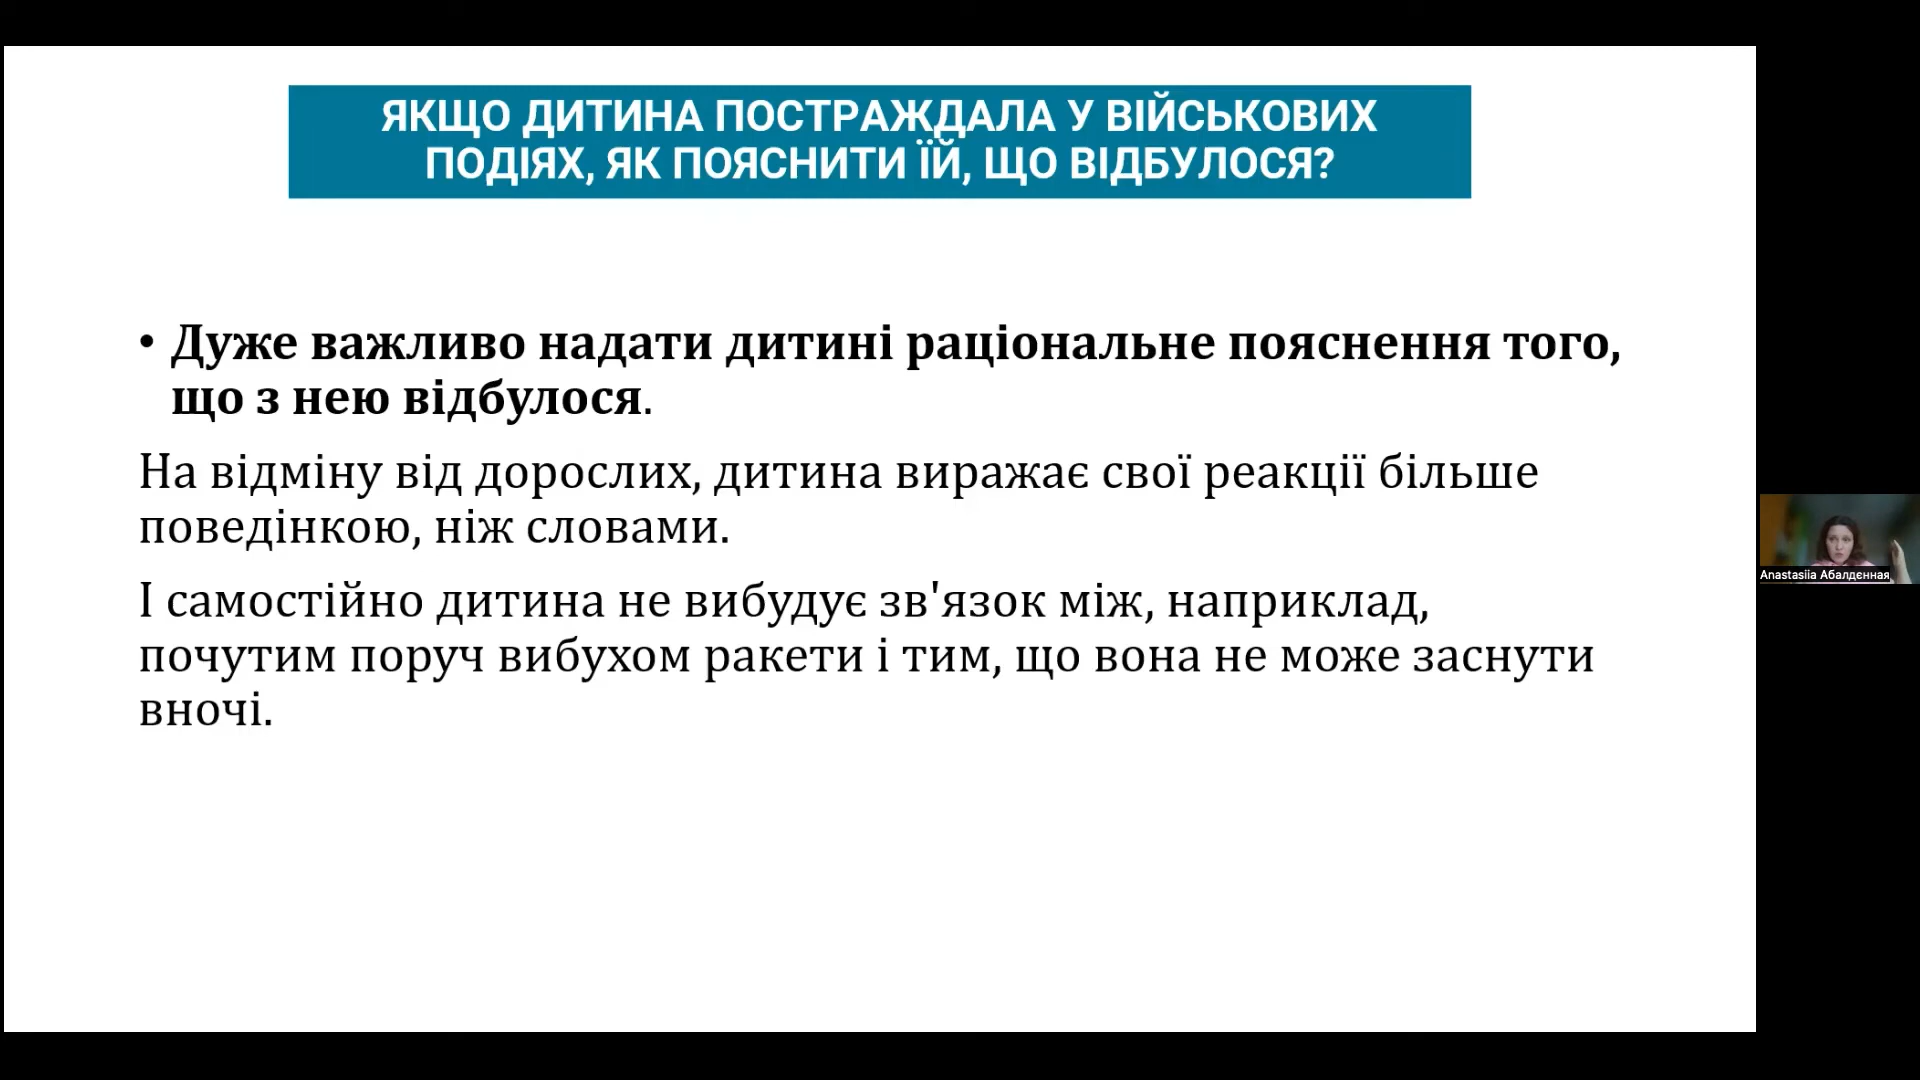 ЯКЩО ДИТИНА ПОСТРАЖДАЛА У ВІЙСЬКОВИХ
ПОДІЯХ, ЯК ПОЯСНИТИ ЇЙ, ЩО ВІДБУЛОСЯ?
• Дуже важливо надати дитині раціональне пояснення того,
що з нею відбулося.
На відміну від дорослих, дитина виражає свої реакції більше
поведінкою, ніж словами.
І самостійно дитина не вибудує зв'язок між, наприклад,
почутим поруч вибухом ракети і тим, що вона не може заснути
вночі.
Anastasiia Абалдєнная